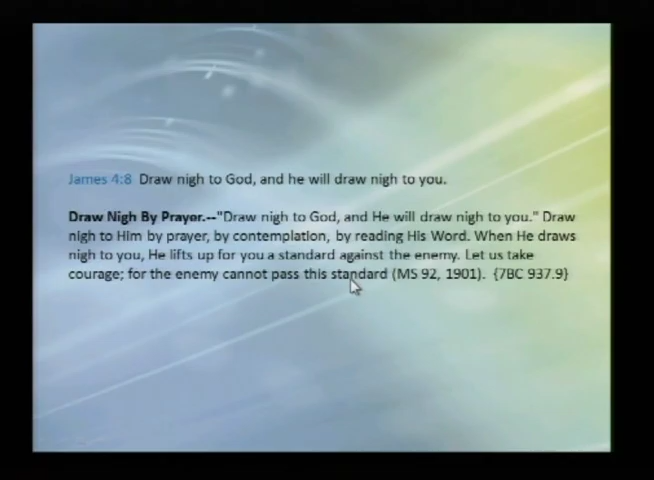 James 4:8 Draw nigh to God, and he will draw nigh to you.
Draw Nigh By Prayer.--"Draw nigh to God, and He will draw nigh to you." Draw
nigh to Him by prayer, by contemplation, by reading His Word. When He draws
nigh to you, He lifts up for you a standard against the enemy. Let us take
courage; for the enemy cannot pass this standard (MS 92, 1901). {7BC 937.9}